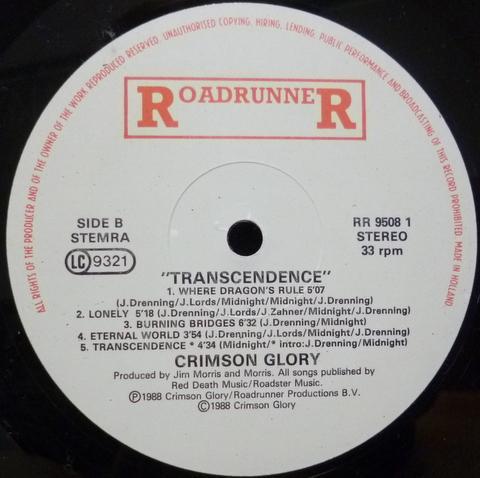 ALL RIGHTS OF THE PRODUCER AND OF THE OWNER OF THE WORK REPRODUCED RESERVED. UNAUTHORISED COPYING, HIRING, LENDING, PUBLIC PERFORMANCE AND BROADCASTING OF THIS RECORD PROHIBITED MADE IN HOLLAND.
ROADRUNNER
SIDE B
STEMRA
LC 9321
RR 9508 1
STEREO
33 rpm
"TRANSCENDENCE"
1. WHERE DRAGON'S RULE 5'07
(J.Drenning/J.Lords/Midnight/Midnight/J.Drenning)
2. LONELY 5'18 (J.Drenning/J.Lords/J.Zahner/Midnight/J.Drenning)
3. BURNING BRIDGES 6'32 (J.Drenning/Midnight)
4. ETERNAL WORLD 3'54 (J.Drenning/J.Lords/Midnight/J.Drenning)
5. TRANSCENDENCE * 4'34 (Midnight/* intro:J.Drenning/Midnight)
CRIMSON GLORY
Produced by Jim Morris and Morris. All songs published by
Red Death Music/Roadster Music.
Ⓟ1988 Crimson Glory/Roadrunner Productions B.V.
©1988 Crimson Glory